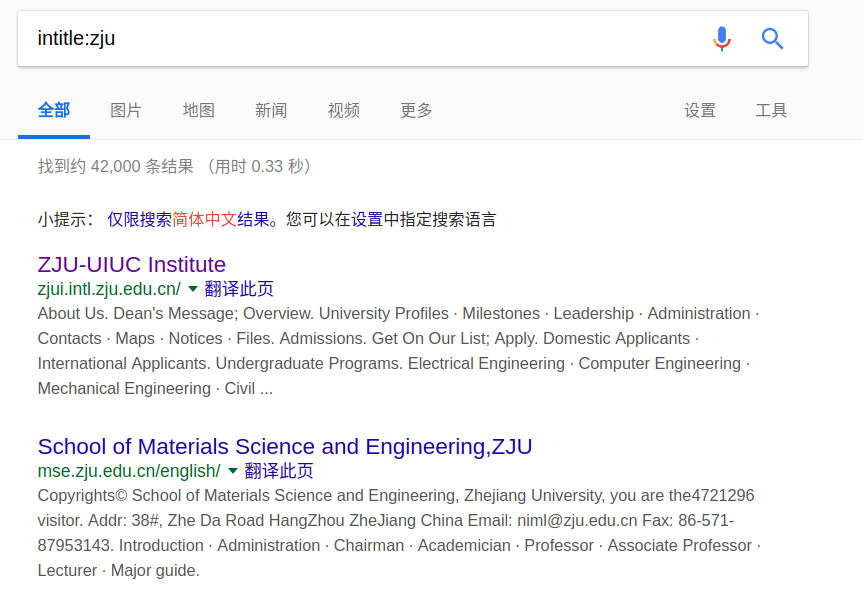 intitle:zju
全部 图片 地图 新闻 视频 更多 设置 工具
找到约 42,000 条结果 （用时 0.33 秒）
小提示： 仅限搜索简体中文结果。您可以在设置中指定搜索语言
ZJU-UIUC Institute
zjui.intl.zju.edu.cn/ 翻译此页
About Us. Dean's Message; Overview. University Profiles · Milestones · Leadership · Administration ·
Contacts · Maps · Notices · Files. Admissions. Get On Our List; Apply. Domestic Applicants ·
International Applicants. Undergraduate Programs. Electrical Engineering · Computer Engineering ·
Mechanical Engineering · Civil ...
School of Materials Science and Engineering,ZJU
mse.zju.edu.cn/english/ 翻译此页
Copyrights© School of Materials Science and Engineering, Zhejiang University, you are the4721296
visitor. Addr: 38#, Zhe Da Road HangZhou ZheJiang China Email: niml@zju.edu.cn Fax: 86-571-
87953143. Introduction · Administration · Chairman · Academician · Professor · Associate Professor ·
Lecturer · Major guide.